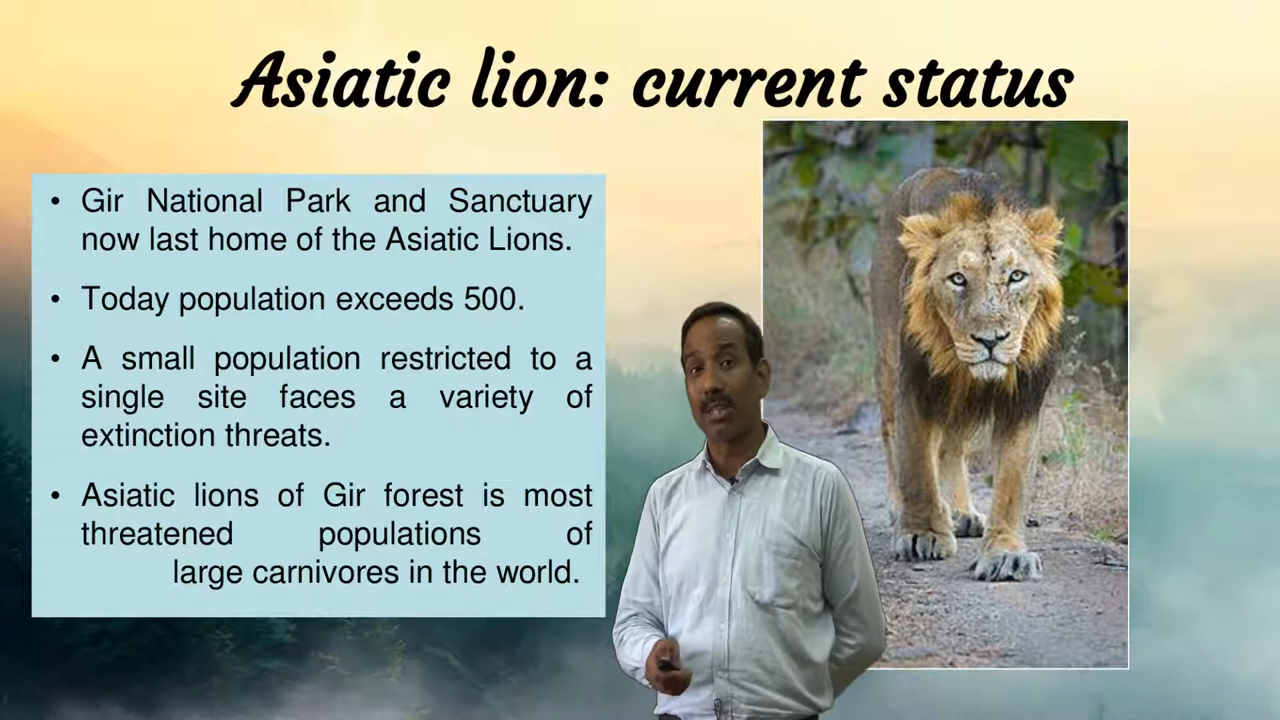 Asiatic lion: current status
• Gir National Park and Sanctuary
now last home of the Asiatic Lions.
• Today population exceeds 500.
• A small population restricted to a
single site faces a variety of
extinction threats.
• Asiatic lions of Gir forest is most
threatened populations of
large carnivores in the world.